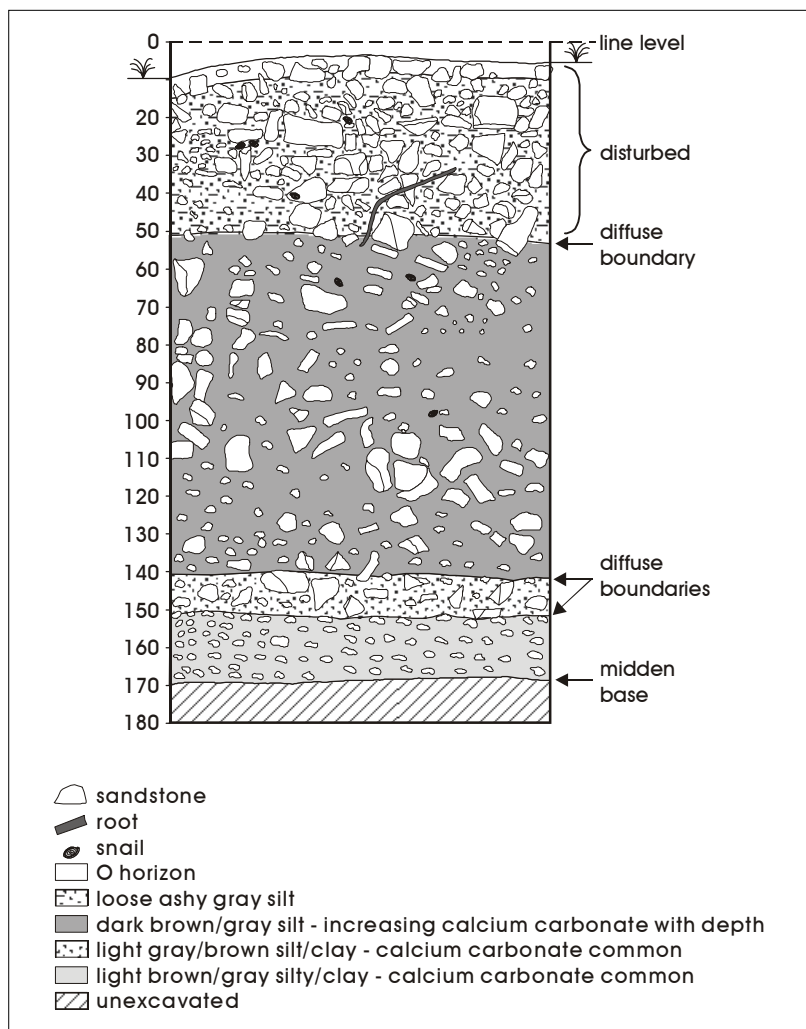 0
line level
20
30
disturbed
40
50
diffuse
boundary
60
70
80
90
100
110
120
130
140
diffuse
boundaries
150
160
midden
base
170
180
sandstone
root
snail
O horizon
loose ashy gray silt
dark brown/gray silt - increasing calcium carbonate with depth
light gray/brown silt/clay - calcium carbonate common
light brown/gray silty/clay - calcium carbonate common
unexcavated